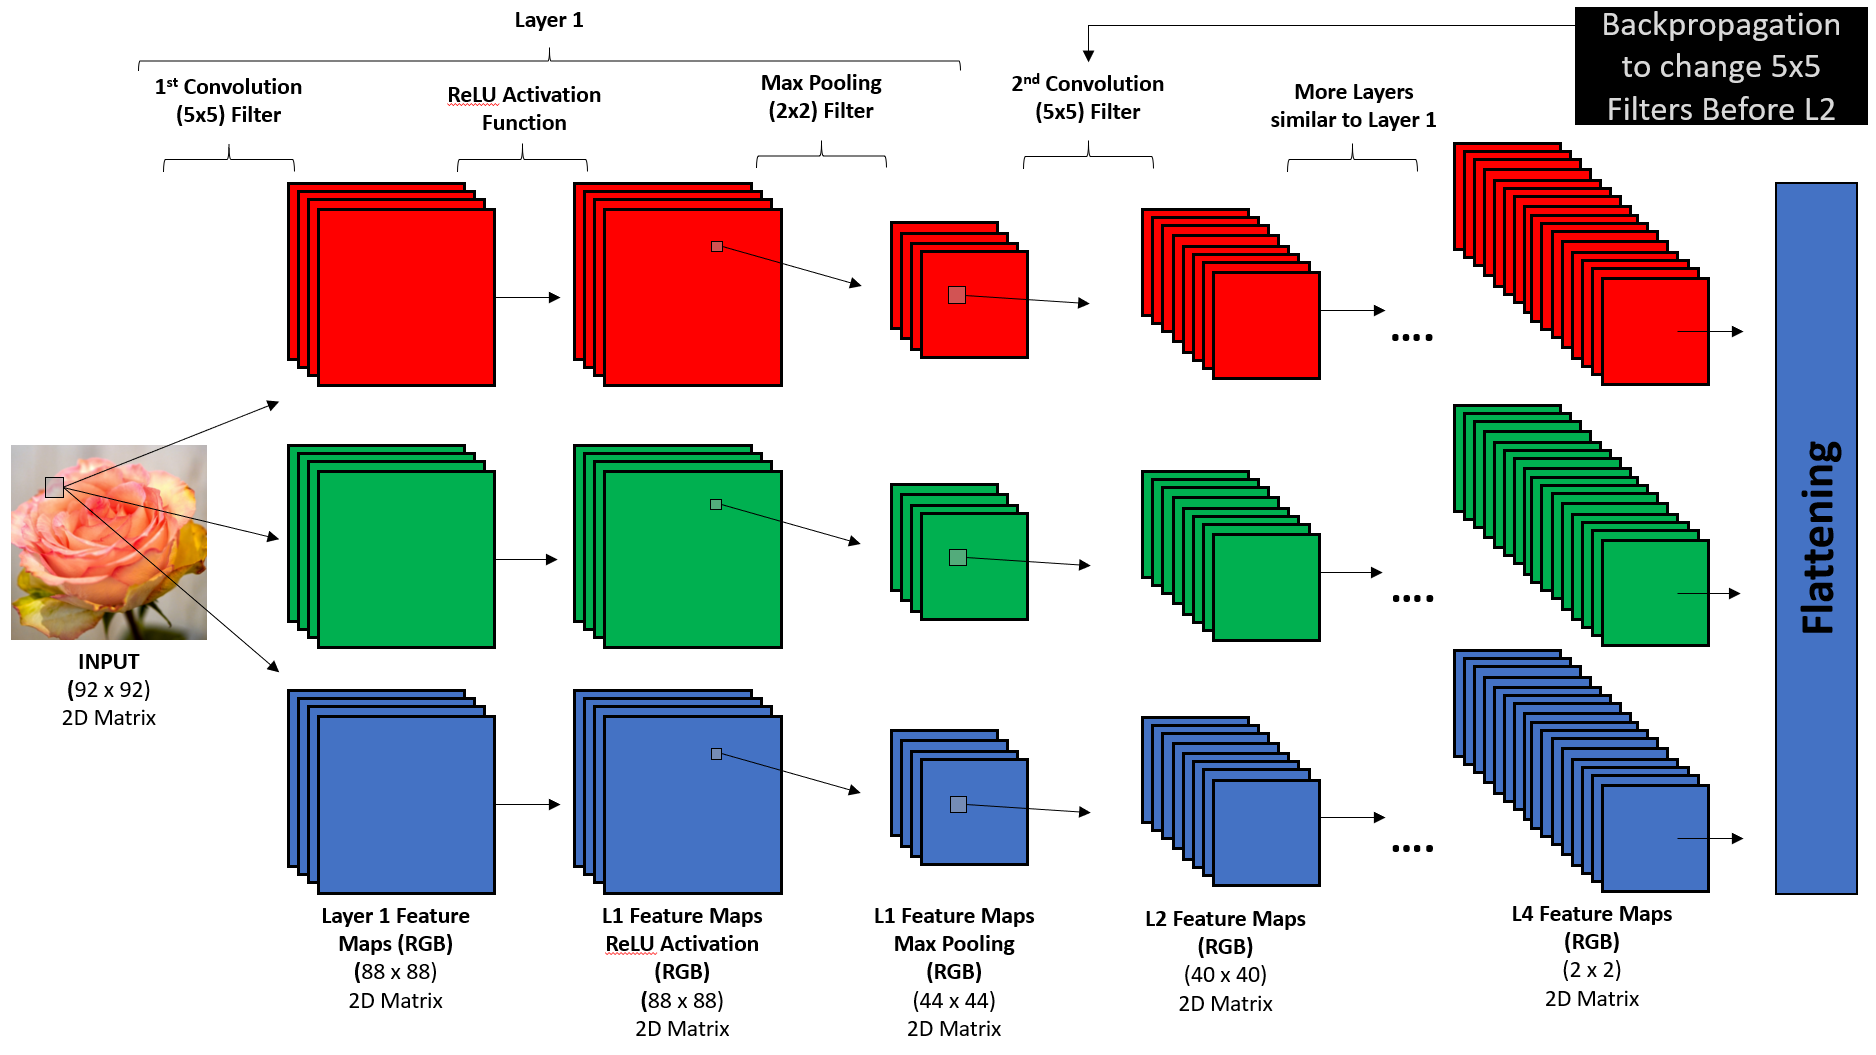 Layer 1
1st Convolution
(5x5) Filter
ReLU Activation
Function
Max Pooling
(2x2) Filter
2nd Convolution
(5x5) Filter
More Layers
similar to Layer 1
Backpropagation
to change 5x5
Filters Before L2
....
....
....
Flattening
INPUT
(92 x 92)
2D Matrix
Layer 1 Feature
Maps (RGB)
(88 x 88)
2D Matrix
L1 Feature Maps
ReLU Activation
(RGB)
(88 x 88)
2D Matrix
L1 Feature Maps
Max Pooling
(RGB)
(44 x 44)
2D Matrix
L2 Feature Maps
(RGB)
(40 x 40)
2D Matrix
L4 Feature Maps
(RGB)
(2 x 2)
2D Matrix